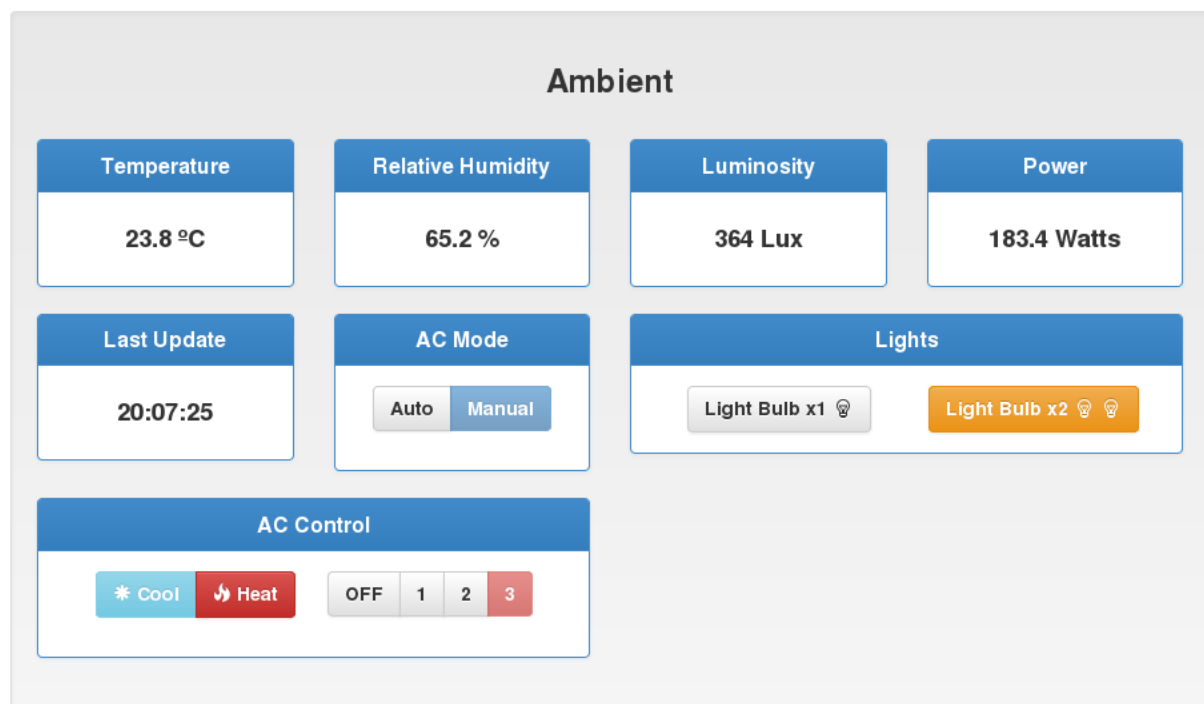 Ambient
Temperature
23.8 ºC
Relative Humidity
65.2 %
Luminosity
364 Lux
Power
183.4 Watts
Last Update
20:07:25
AC Mode
Auto Manual
Lights
Light Bulb x1
Light Bulb x2
AC Control
Cool Heat OFF 1 2 3